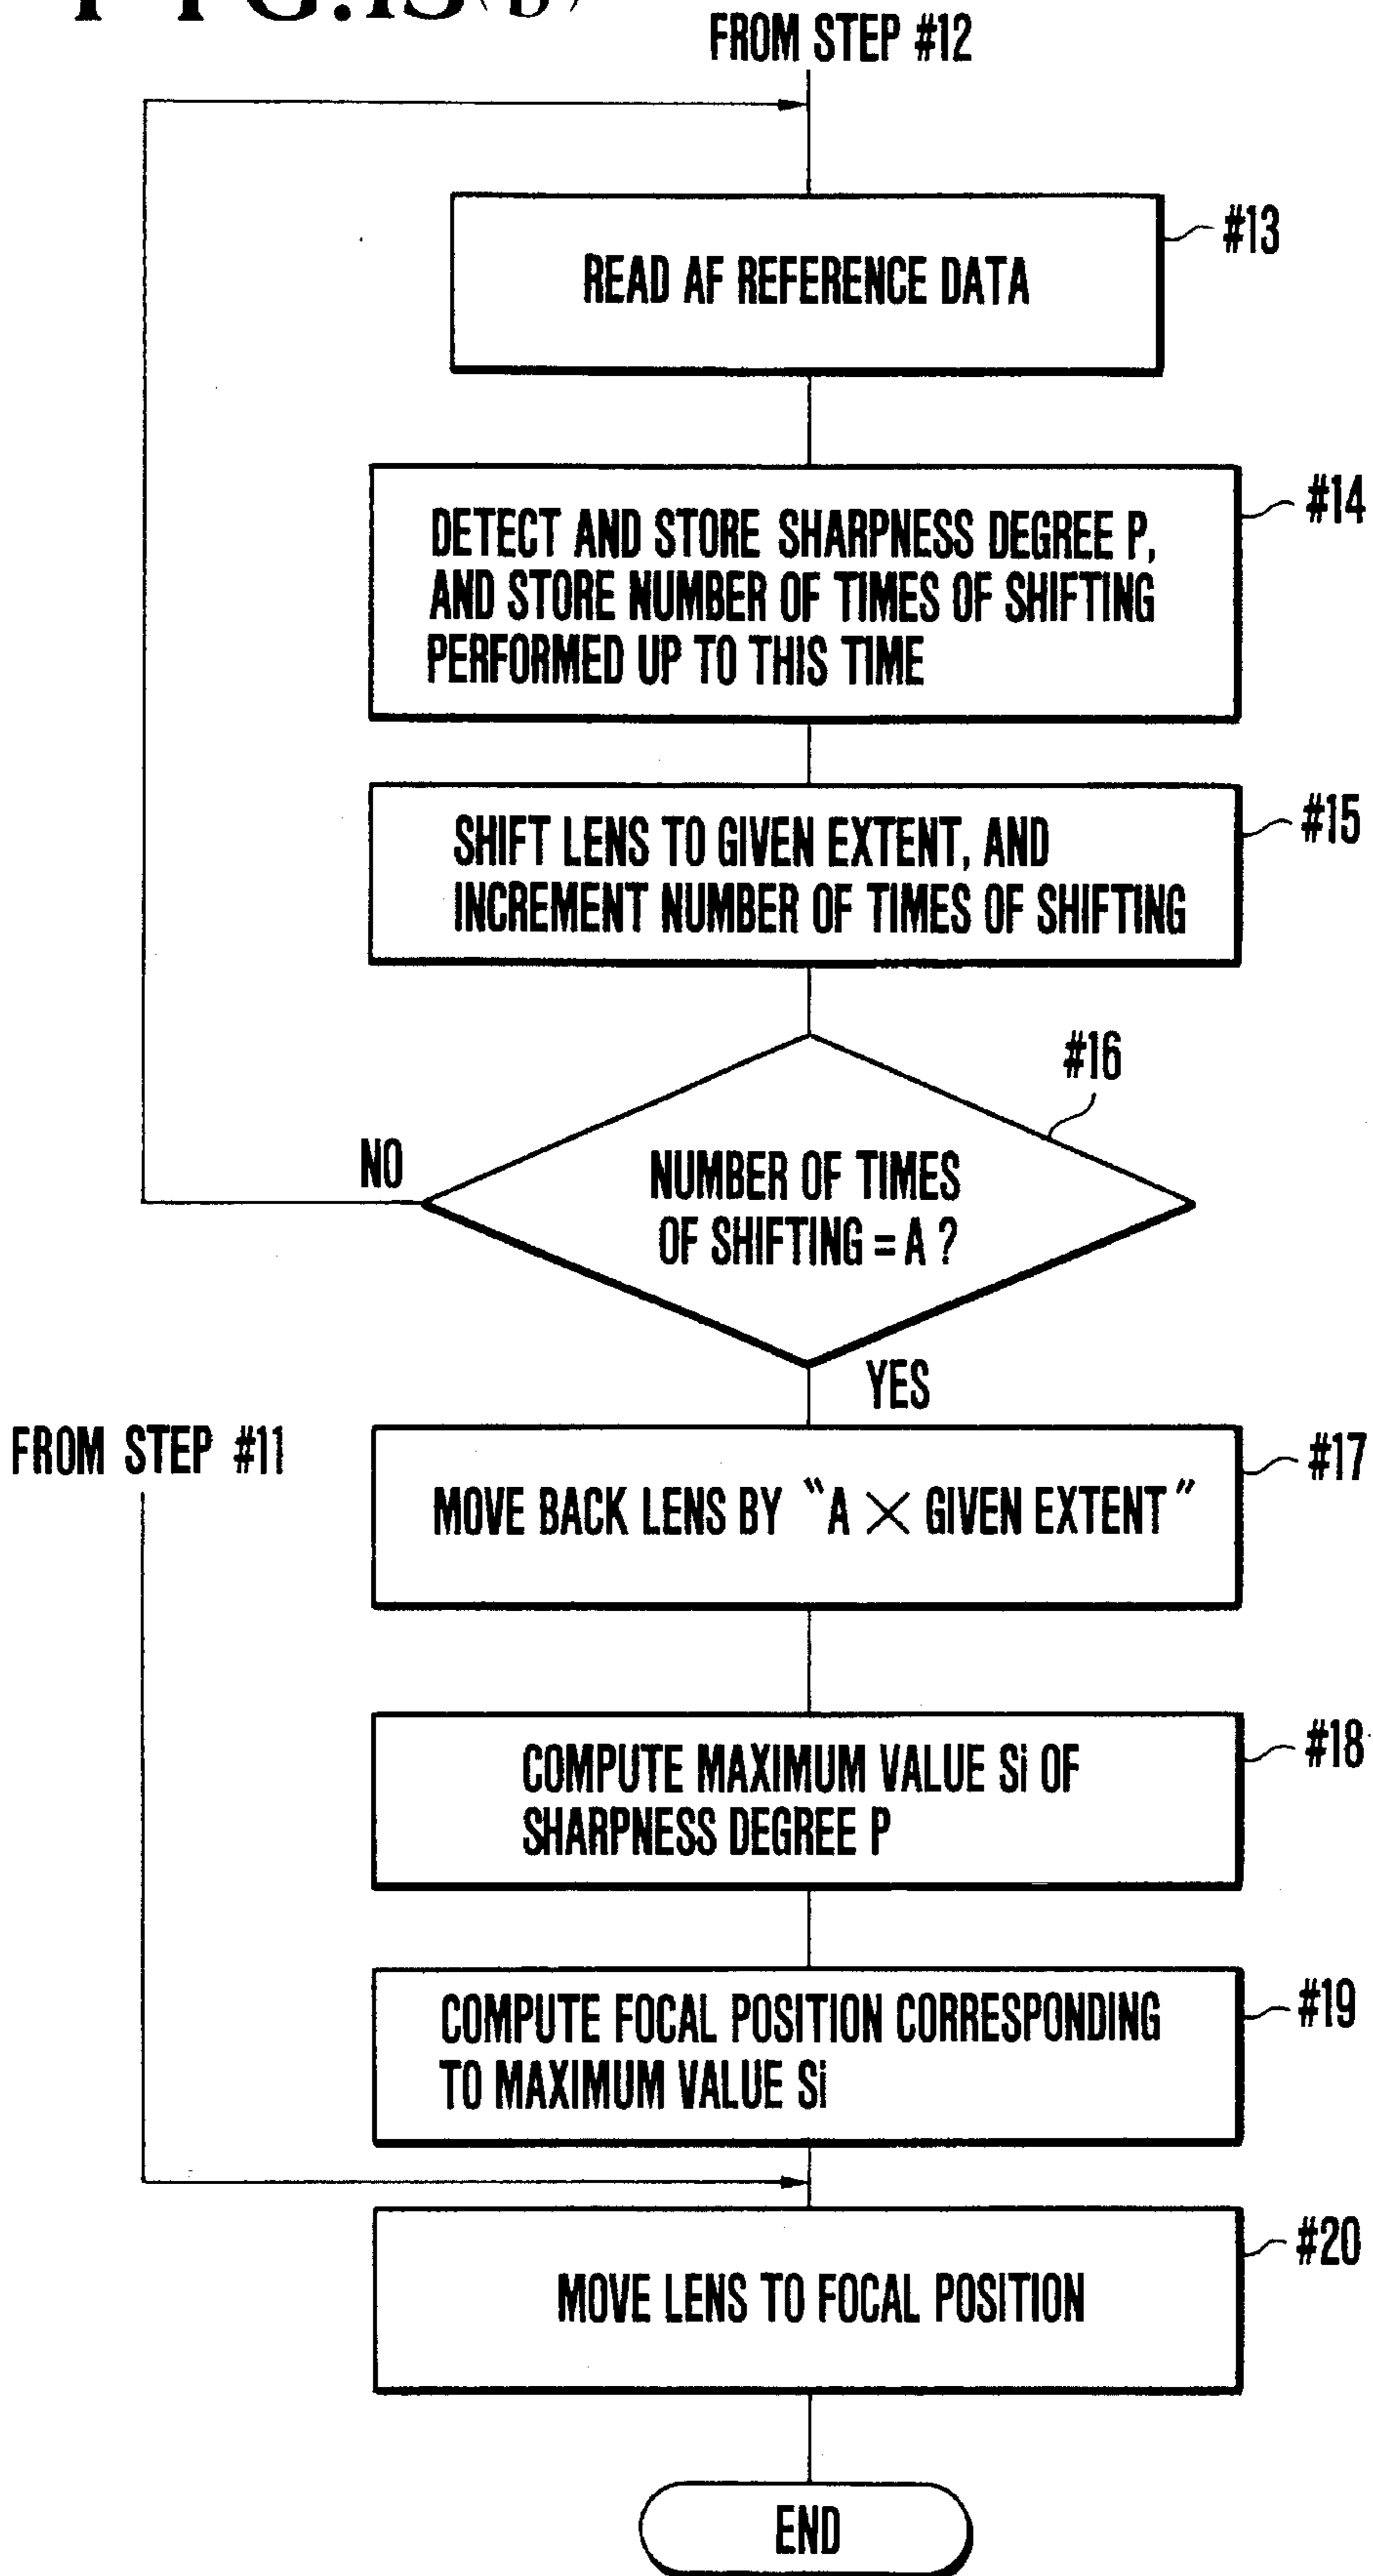 FROM STEP #12
READ AF REFERENCE DATA
#13
DETECT AND STORE SHARPNESS DEGREE P,
AND STORE NUMBER OF TIMES OF SHIFTING
PERFORMED UP TO THIS TIME
#14
SHIFT LENS TO GIVEN EXTENT, AND
INCREMENT NUMBER OF TIMES OF SHIFTING
#15
#16
NUMBER OF TIMES
OF SHIFTING = A ?
NO
YES
FROM STEP #11
MOVE BACK LENS BY "A × GIVEN EXTENT"
#17
COMPUTE MAXIMUM VALUE Si OF
SHARPNESS DEGREE P
#18
COMPUTE FOCAL POSITION CORRESPONDING
TO MAXIMUM VALUE Si
#19
MOVE LENS TO FOCAL POSITION
#20
END